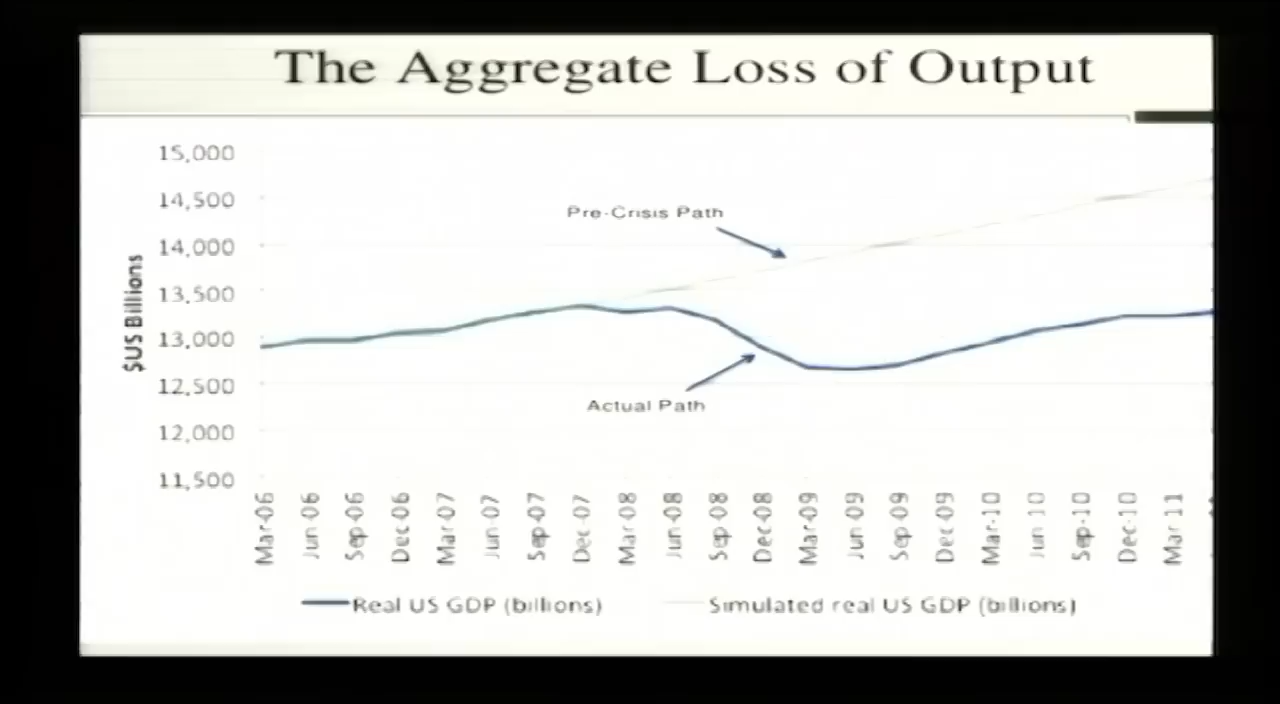 The Aggregate Loss of Output
15,000
14,500
14,000
13,500
13,000
12,500
12,000
11,500
$US Billions
Pre-Crisis Path
Actual Path
Mar-06
Jun-06
Sep-06
Dec-06
Mar-07
Jun-07
Sep-07
Dec-07
Mar-08
Jun-08
Sep-08
Dec-08
Mar-09
Jun-09
Sep-09
Dec-09
Mar-10
Jun-10
Sep-10
Dec-10
Mar-11
Real US GDP (billions)
Simulated real US GDP (billions)